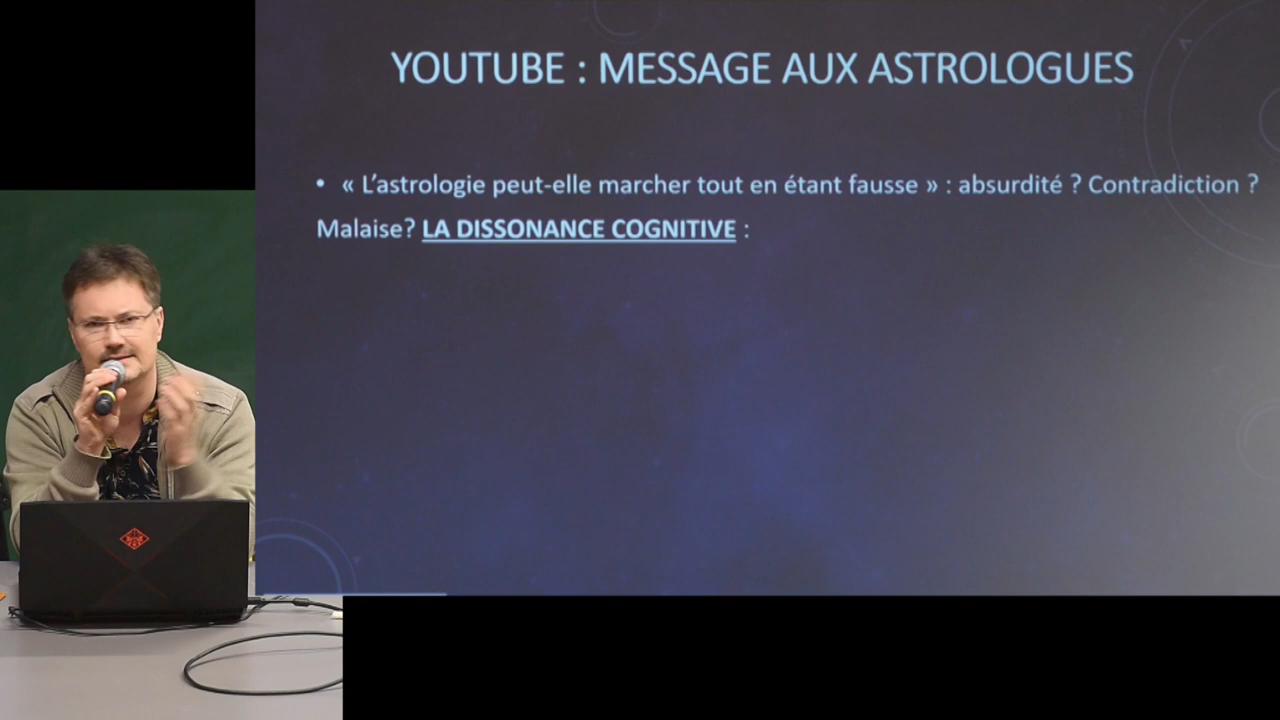 YOUTUBE : MESSAGE AUX ASTROLOGUES
• « L'astrologie peut-elle marcher tout en étant fausse » : absurdité ? Contradiction ?
Malaise? LA DISSONANCE COGNITIVE :